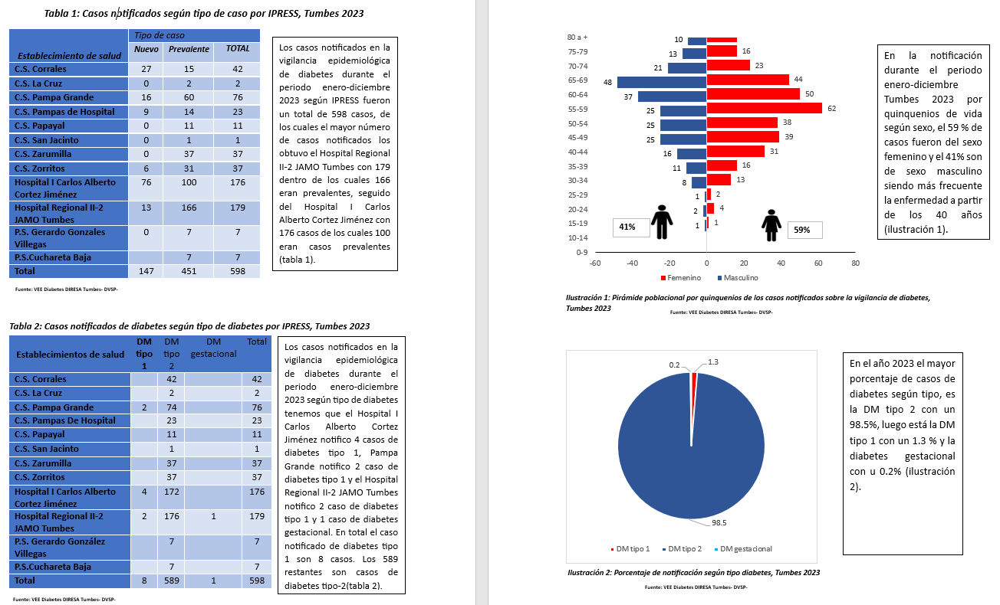 Tabla 1: Casos notificados según tipo de caso por IPRESS, Tumbes 2023
Establecimiento de salud Tipo de caso
Nuevo Prevalente TOTAL
C.S. Corrales 27 15 42
C.S. La Cruz 0 2 2
C.S. Pampa Grande 16 60 76
C.S. Pampas de Hospital 9 14 23
C.S. Papayal 0 11 11
C.S. San Jacinto 0 1 1
C.S. Zarumilla 0 37 37
C.S. Zorritos 6 31 37
Hospital I Carlos Alberto 76 100 176
Cortez Jiménez
Hospital Regional II-2 13 166 179
JAMO Tumbes
P.S. Gerardo Gonzales 0 7 7
Villegas
P.S.Cuchareta Baja 7 7
Total 147 451 598
Fuente: VEE Diabetes DIRESA Tumbes- DVSP-
Los casos notificados en la
vigilancia epidemiológica
de diabetes durante el
periodo enero-diciembre
2023 según IPRESS fueron
un total de 598 casos, de
los cuales el mayor número
de casos notificados los
obtuvo el Hospital Regional
II-2 JAMO Tumbes con 179
dentro de los cuales 166
eran prevalentes, seguido
del Hospital I Carlos
Alberto Cortez Jiménez con
176 casos de los cuales 100
eran casos prevalentes
(tabla 1).
Tabla 2: Casos notificados de diabetes según tipo de diabetes por IPRESS, Tumbes 2023
Establecimientos de salud DM tipo 1 DM tipo 2 DM gestacional Total
C.S. Corrales 42 42
C.S. La Cruz 2 2
C.S. Pampa Grande 2 74 76
C.S. Pampas De Hospital 23 23
C.S. Papayal 11 11
C.S. San Jacinto 1 1
C.S. Zarumilla 37 37
C.S. Zorritos 37 37
Hospital I Carlos Alberto 4 172 176
Cortez Jiménez
Hospital Regional II-2 2 176 1 179
JAMO Tumbes
P.S. Gerardo González 7 7
Villegas
P.S.Cuchareta Baja 7 7
Total 8 589 1 598
Fuente: VEE Diabetes DIRESA Tumbes- DVSP-
Los casos notificados en la
vigilancia epidemiológica
de diabetes durante el
periodo enero-diciembre
2023 según tipo de diabetes
tenemos que el Hospital I
Carlos Alberto Cortez
Jiménez notifico 4 casos de
diabetes tipo 1, Pampa
Grande notifico 2 caso de
diabetes tipo 1 y el Hospital
Regional II-2 JAMO Tumbes
notifico 2 caso de diabetes
tipo 1 y 1 caso de diabetes
gestacional. En total el caso
notificado de diabetes tipo
1 son 8 casos. Los 589
restantes son casos de
diabetes tipo-2(tabla 2).
80 a + 10
75-79 13 16
70-74 21 23
65-69 48 44
60-64 37 50
55-59 25 62
50-54 25 38
45-49 25 39
40-44 16 31
35-39 11 16
30-34 8 13
25-29 1 2
20-24 2 4
15-19 1 1
10-14
0-9
41% 59%
-60 -40 -20 0 20 40 60 80
Femenino Masculino
Ilustración 1: Pirámide poblacional por quinquenios de los casos notificados sobre la vigilancia de diabetes,
Tumbes 2023
Fuente: VEE Diabetes DIRESA Tumbes- DVSP-
En la notificación
durante el periodo
enero-diciembre
Tumbes 2023 por
quinquenios de vida
según sexo, el 59 % de
casos fueron del sexo
femenino y el 41% son
de sexo masculino
siendo más frecuente
la enfermedad a partir
de los 40 años
(ilustración 1).
0.2 1.3
98.5
DM tipo 1 DM tipo 2 DM gestacional
Ilustración 2: Porcentaje de notificación según tipo diabetes, Tumbes 2023
Fuente: VEE Diabetes DIRESA Tumbes- DVSP-
En el año 2023 el mayor
porcentaje de casos de
diabetes según tipo, es
la DM tipo 2 con un
98.5%, luego está la DM
tipo 1 con un 1.3 % y la
diabetes gestacional
con u 0.2% (ilustración
2).